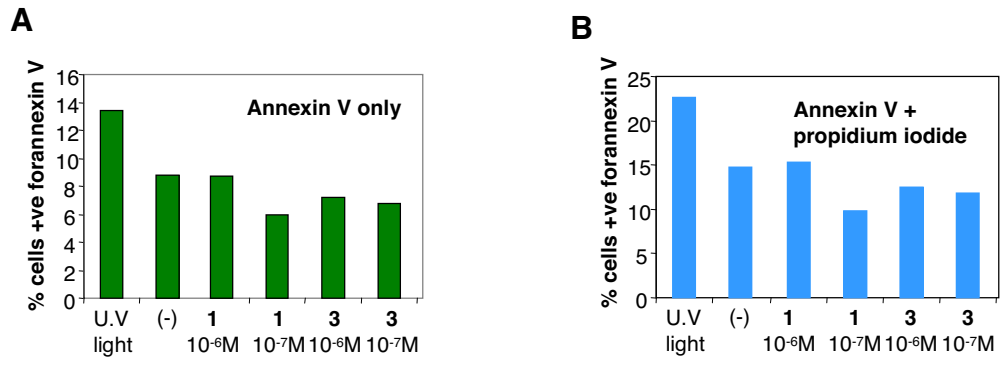 A
% cells +ve forannexin V
16
14
12
10
8
6
4
2
0
Annexin V only
U.V light
(-)
1 10-6M
1 10-7M
3 10-6M
3 10-7M
B
% cells +ve forannexin V
25
20
15
10
5
0
Annexin V +
propidium iodide
U.V light
(-)
1 10-6M
1 10-7M
3 10-6M
3 10-7M